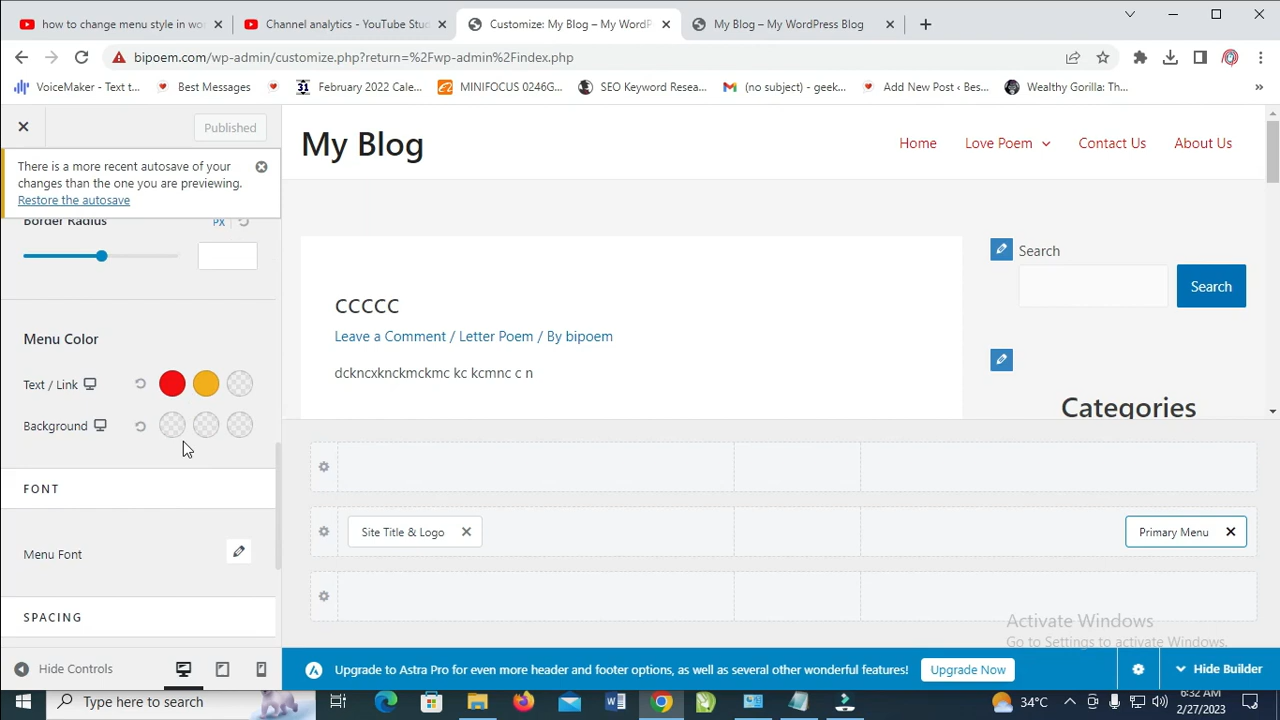 how to change menu style in wo
Channel analytics - YouTube Stud
Customize: My Blog – My WordP
My Blog – My WordPress Blog
bipoem.com/wp-admin/customize.php?return=%2Fwp-admin%2Findex.php
VoiceMaker - Text t...
Best Messages
February 2022 Cale...
MINIFOCUS 0246G...
SEO Keyword Resea...
(no subject) - geek...
Add New Post ‹ Bes...
Wealthy Gorilla: Th...
»
Published
There is a more recent autosave of your
changes than the one you are previewing.
Restore the autosave
Border Radius
PX
Menu Color
Text / Link
Background
FONT
Menu Font
SPACING
Hide Controls
My Blog
Home
Love Poem
Contact Us
About Us
CCCCC
Leave a Comment / Letter Poem / By bipoem
dckncxknckmckmc kc kcmnc c n
Search
Search
Categories
Site Title & Logo
Primary Menu
Activate Windows
Go to Settings to activate Windows.
Upgrade to Astra Pro for even more header and footer options, as well as several other wonderful features!
Upgrade Now
Hide Builder
Type here to search
34°C
6:32 AM
2/27/2023